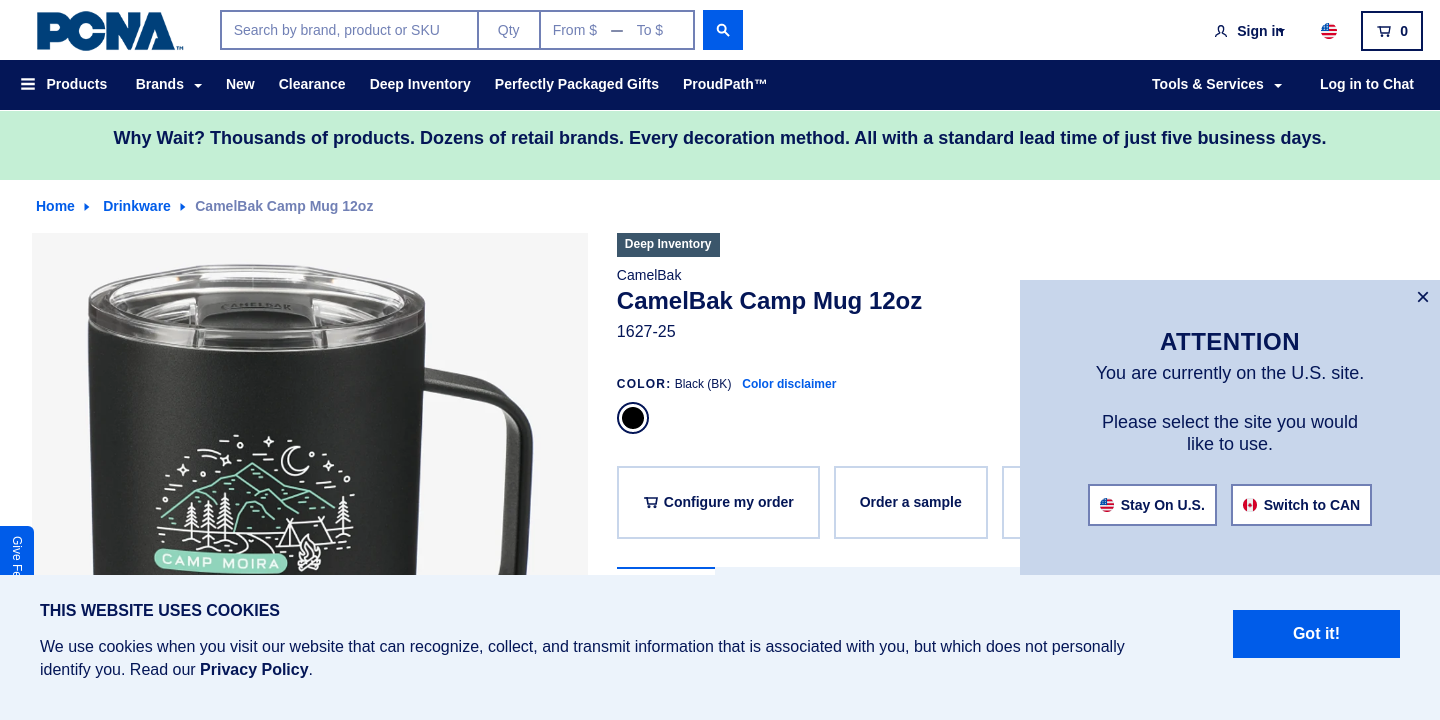 PCNA™
Search by brand, product or SKU
Qty
From $ — To $
Sign in
0
Products
Brands
New
Clearance
Deep Inventory
Perfectly Packaged Gifts
ProudPath™
Tools & Services
Log in to Chat
Why Wait? Thousands of products. Dozens of retail brands. Every decoration method. All with a standard lead time of just five business days.
Home
Drinkware
CamelBak Camp Mug 12oz
CAMELBAK
CAMP MOIRA
Deep Inventory
CamelBak
CamelBak Camp Mug 12oz
1627-25
COLOR: Black (BK) Color disclaimer
Configure my order
Order a sample
×
ATTENTION
You are currently on the U.S. site.
Please select the site you would
like to use.
Stay On U.S.
Switch to CAN
Give Fe
THIS WEBSITE USES COOKIES
We use cookies when you visit our website that can recognize, collect, and transmit information that is associated with you, but which does not personally
identify you. Read our Privacy Policy.
Got it!